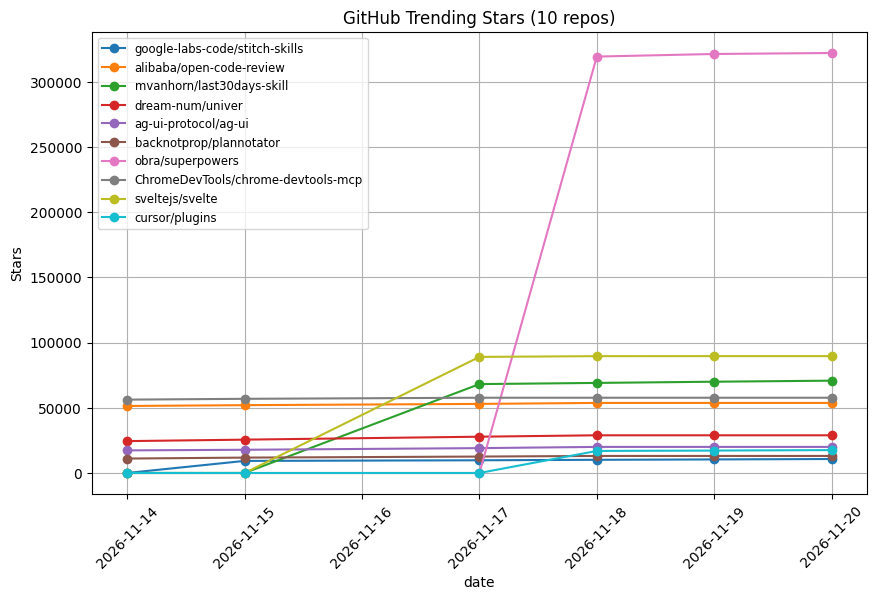 GitHub Trending Stars (10 repos)
google-labs-code/stitch-skills
alibaba/open-code-review
mvanhorn/last30days-skill
dream-num/univer
ag-ui-protocol/ag-ui
backnotprop/plannotator
obra/superpowers
ChromeDevTools/chrome-devtools-mcp
sveltejs/svelte
cursor/plugins
Stars
300000
250000
200000
150000
100000
50000
0
2026-11-14
2026-11-15
2026-11-16
2026-11-17
2026-11-18
2026-11-19
2026-11-20
date